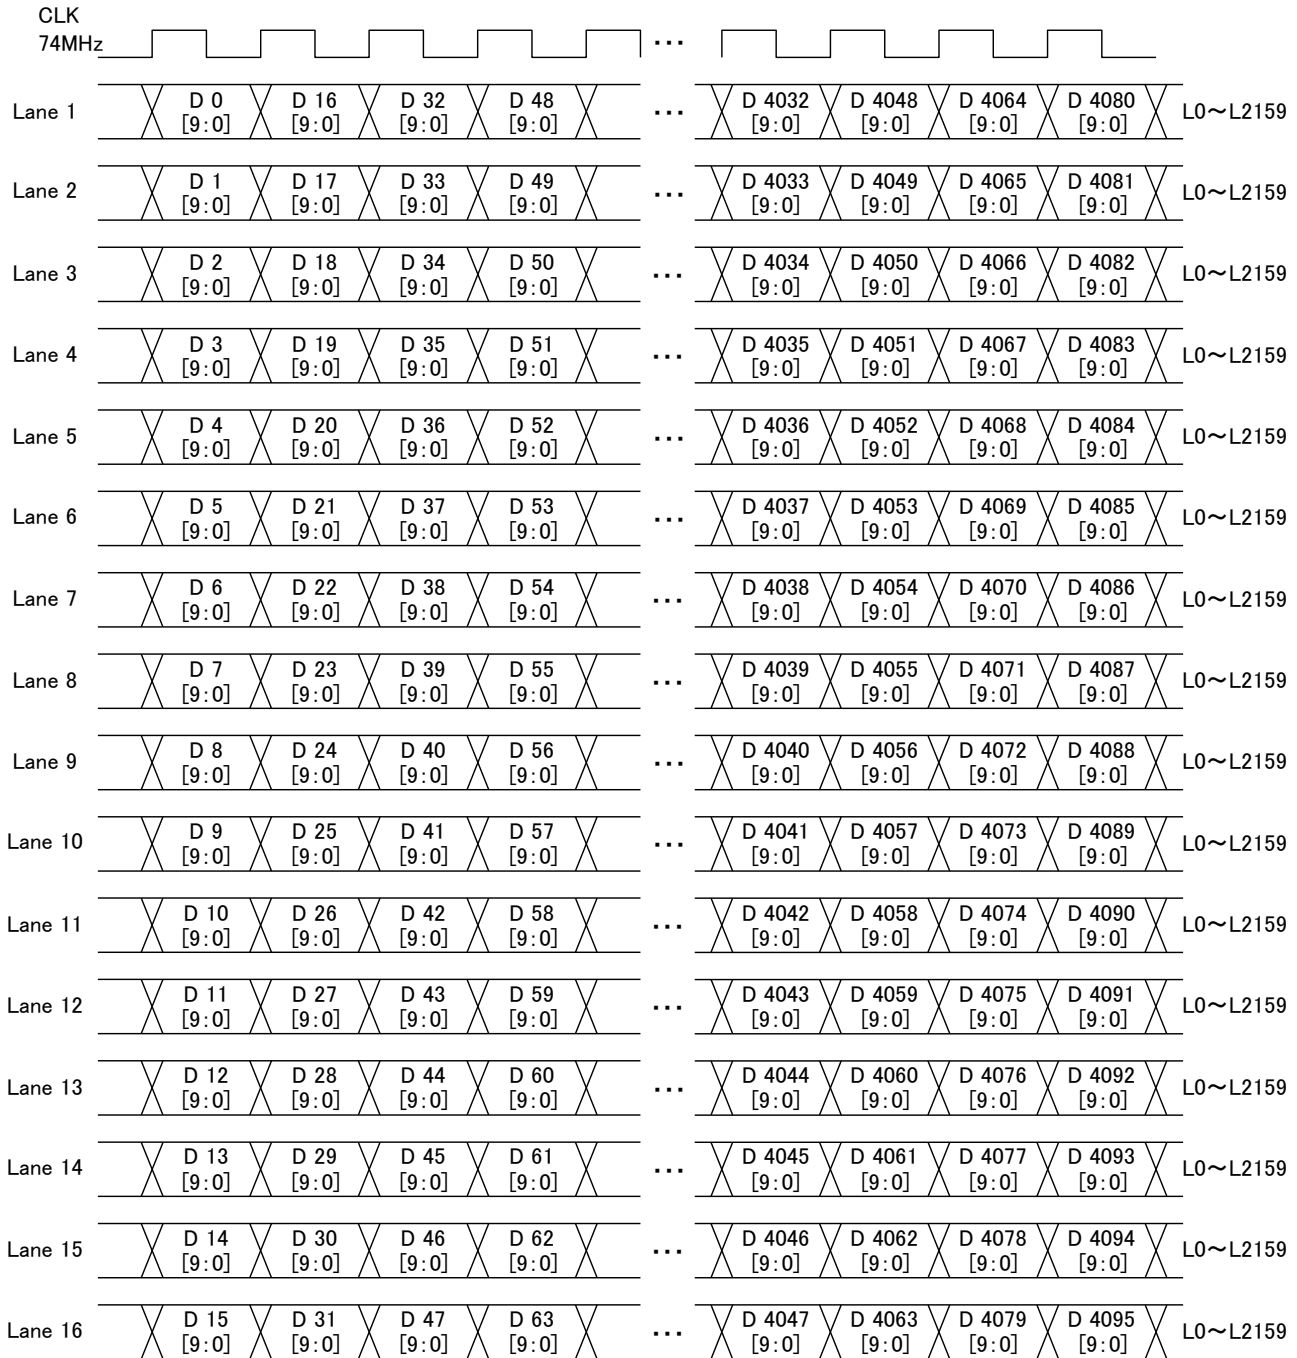 CLK
74MHz ...
Lane 1 D 0 D 16 D 32 D 48 ... D 4032 D 4048 D 4064 D 4080 L0~L2159
[9:0] [9:0] [9:0] [9:0] [9:0] [9:0] [9:0] [9:0]
Lane 2 D 1 D 17 D 33 D 49 ... D 4033 D 4049 D 4065 D 4081 L0~L2159
[9:0] [9:0] [9:0] [9:0] [9:0] [9:0] [9:0] [9:0]
Lane 3 D 2 D 18 D 34 D 50 ... D 4034 D 4050 D 4066 D 4082 L0~L2159
[9:0] [9:0] [9:0] [9:0] [9:0] [9:0] [9:0] [9:0]
Lane 4 D 3 D 19 D 35 D 51 ... D 4035 D 4051 D 4067 D 4083 L0~L2159
[9:0] [9:0] [9:0] [9:0] [9:0] [9:0] [9:0] [9:0]
Lane 5 D 4 D 20 D 36 D 52 ... D 4036 D 4052 D 4068 D 4084 L0~L2159
[9:0] [9:0] [9:0] [9:0] [9:0] [9:0] [9:0] [9:0]
Lane 6 D 5 D 21 D 37 D 53 ... D 4037 D 4053 D 4069 D 4085 L0~L2159
[9:0] [9:0] [9:0] [9:0] [9:0] [9:0] [9:0] [9:0]
Lane 7 D 6 D 22 D 38 D 54 ... D 4038 D 4054 D 4070 D 4086 L0~L2159
[9:0] [9:0] [9:0] [9:0] [9:0] [9:0] [9:0] [9:0]
Lane 8 D 7 D 23 D 39 D 55 ... D 4039 D 4055 D 4071 D 4087 L0~L2159
[9:0] [9:0] [9:0] [9:0] [9:0] [9:0] [9:0] [9:0]
Lane 9 D 8 D 24 D 40 D 56 ... D 4040 D 4056 D 4072 D 4088 L0~L2159
[9:0] [9:0] [9:0] [9:0] [9:0] [9:0] [9:0] [9:0]
Lane 10 D 9 D 25 D 41 D 57 ... D 4041 D 4057 D 4073 D 4089 L0~L2159
[9:0] [9:0] [9:0] [9:0] [9:0] [9:0] [9:0] [9:0]
Lane 11 D 10 D 26 D 42 D 58 ... D 4042 D 4058 D 4074 D 4090 L0~L2159
[9:0] [9:0] [9:0] [9:0] [9:0] [9:0] [9:0] [9:0]
Lane 12 D 11 D 27 D 43 D 59 ... D 4043 D 4059 D 4075 D 4091 L0~L2159
[9:0] [9:0] [9:0] [9:0] [9:0] [9:0] [9:0] [9:0]
Lane 13 D 12 D 28 D 44 D 60 ... D 4044 D 4060 D 4076 D 4092 L0~L2159
[9:0] [9:0] [9:0] [9:0] [9:0] [9:0] [9:0] [9:0]
Lane 14 D 13 D 29 D 45 D 61 ... D 4045 D 4061 D 4077 D 4093 L0~L2159
[9:0] [9:0] [9:0] [9:0] [9:0] [9:0] [9:0] [9:0]
Lane 15 D 14 D 30 D 46 D 62 ... D 4046 D 4062 D 4078 D 4094 L0~L2159
[9:0] [9:0] [9:0] [9:0] [9:0] [9:0] [9:0] [9:0]
Lane 16 D 15 D 31 D 47 D 63 ... D 4047 D 4063 D 4079 D 4095 L0~L2159
[9:0] [9:0] [9:0] [9:0] [9:0] [9:0] [9:0] [9:0]